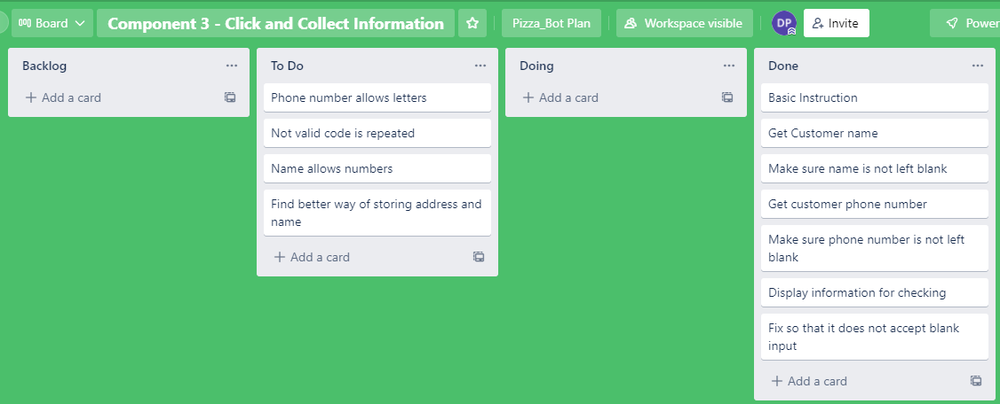 Board
Component 3 - Click and Collect Information
Pizza_Bot Plan
Workspace visible
DP
Invite
Power
Backlog
Add a card
To Do
Phone number allows letters
Not valid code is repeated
Name allows numbers
Find better way of storing address and
name
Add a card
Doing
Add a card
Done
Basic Instruction
Get Customer name
Make sure name is not left blank
Get customer phone number
Make sure phone number is not left
blank
Display information for checking
Fix so that it does not accept blank
input
Add a card